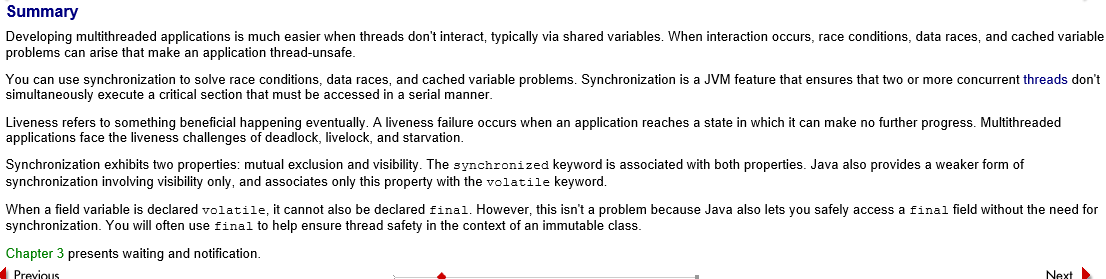 Summary
Developing multithreaded applications is much easier when threads don't interact, typically via shared variables. When interaction occurs, race conditions, data races, and cached variable
problems can arise that make an application thread-unsafe.
You can use synchronization to solve race conditions, data races, and cached variable problems. Synchronization is a JVM feature that ensures that two or more concurrent threads don't
simultaneously execute a critical section that must be accessed in a serial manner.
Liveness refers to something beneficial happening eventually. A liveness failure occurs when an application reaches a state in which it can make no further progress. Multithreaded
applications face the liveness challenges of deadlock, livelock, and starvation.
Synchronization exhibits two properties: mutual exclusion and visibility. The synchronized keyword is associated with both properties. Java also provides a weaker form of
synchronization involving visibility only, and associates only this property with the volatile keyword.
When a field variable is declared volatile, it cannot also be declared final. However, this isn't a problem because Java also lets you safely access a final field without the need for
synchronization. You will often use final to help ensure thread safety in the context of an immutable class.
Chapter 3 presents waiting and notification.
Previous Next